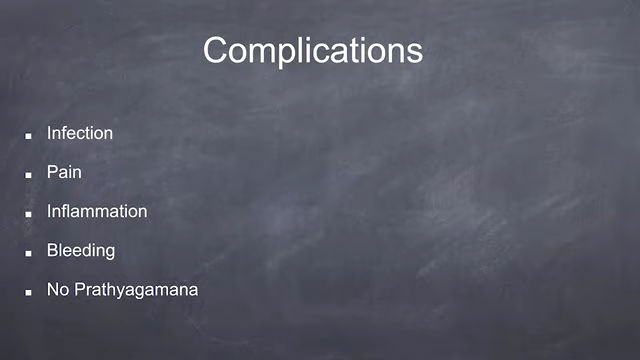 Complications
▪ Infection
▪ Pain
▪ Inflammation
▪ Bleeding
▪ No Prathyagamana